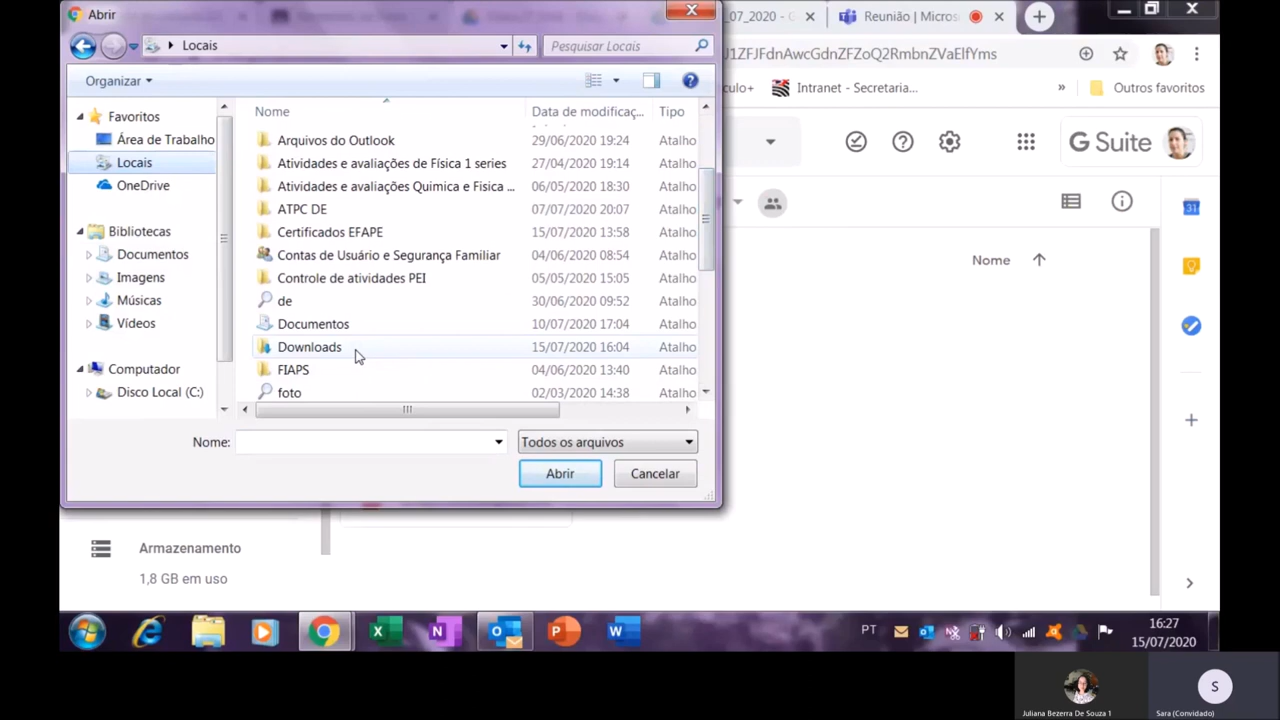 Abrir
_07_2020 - G
Reunião | Micros
Locais
Pesquisar Locais
J1ZFJFdnAwcGdnZFZoQ2RmbnZVaElfYms
Organizar
culo+
Intranet - Secretaria...
»
Outros favoritos
Nome
Data de modificaç...
Tipo
Favoritos
Área de Trabalho
Locais
OneDrive
Bibliotecas
Documentos
Imagens
Músicas
Vídeos
Computador
Disco Local (C:)
Arquivos do Outlook 29/06/2020 19:24 Atalho
Atividades e avaliações de Física 1 series 27/04/2020 19:14 Atalho
Atividades e avaliações Quimica e Fisica ... 06/05/2020 18:30 Atalho
ATPC DE 07/07/2020 20:07 Atalho
Certificados EFAPE 15/07/2020 13:58 Atalho
Contas de Usuário e Segurança Familiar 04/06/2020 08:54 Atalho
Controle de atividades PEI 05/05/2020 15:05 Atalho
de 30/06/2020 09:52 Atalho
Documentos 10/07/2020 17:04 Atalho
Downloads 15/07/2020 16:04 Atalho
FIAPS 04/06/2020 13:40 Atalho
foto 02/03/2020 14:38 Atalho
Nome:
Todos os arquivos
Abrir
Cancelar
G Suite
31
Nome
Armazenamento
1,8 GB em uso
PT
16:27
15/07/2020
S
Juliana Bezerra De Souza 1
Sara (Convidado)